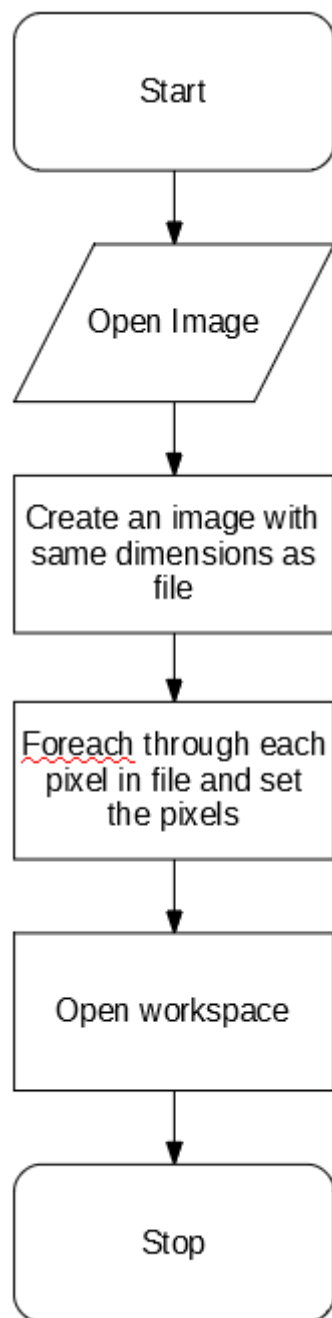 Start
Open Image
Create an image with
same dimensions as
file
Foreach through each
pixel in file and set
the pixels
Open workspace
Stop